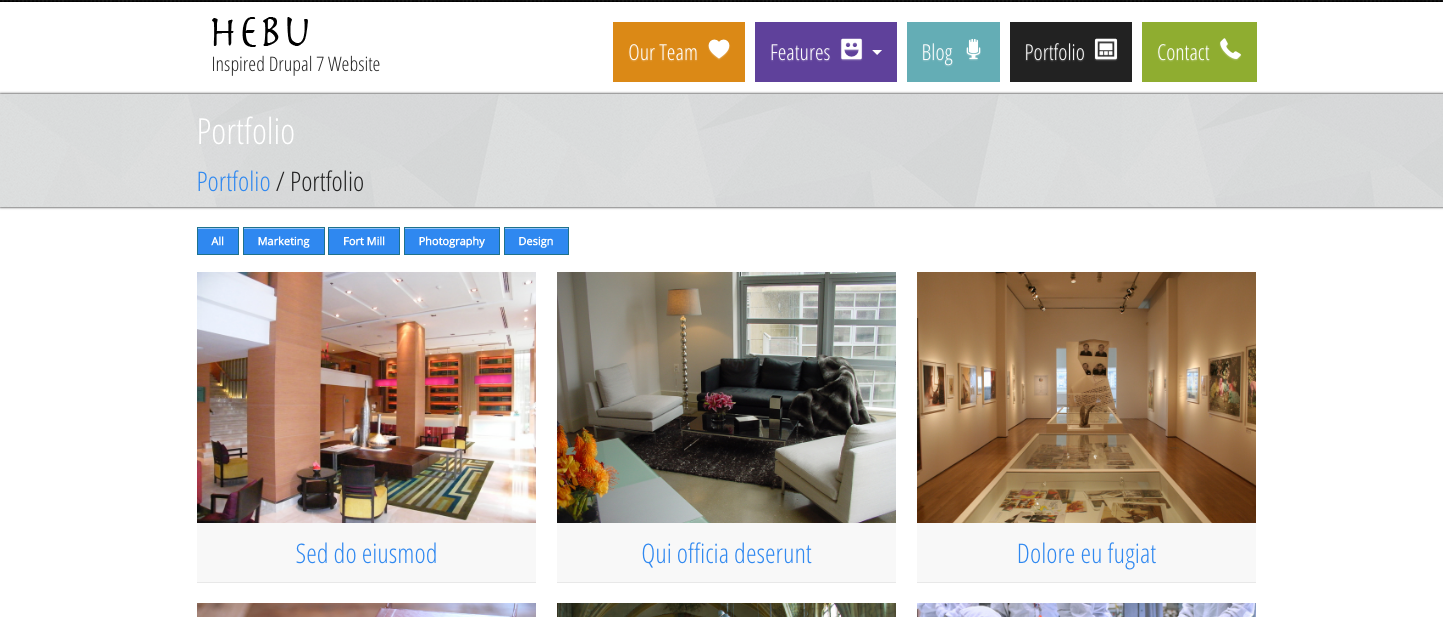 HEBU
Inspired Drupal 7 Website
Our Team
Features
Blog
Portfolio
Contact
Portfolio
Portfolio / Portfolio
All
Marketing
Fort Mill
Photography
Design
Sed do eiusmod
Qui officia deserunt
Dolore eu fugiat